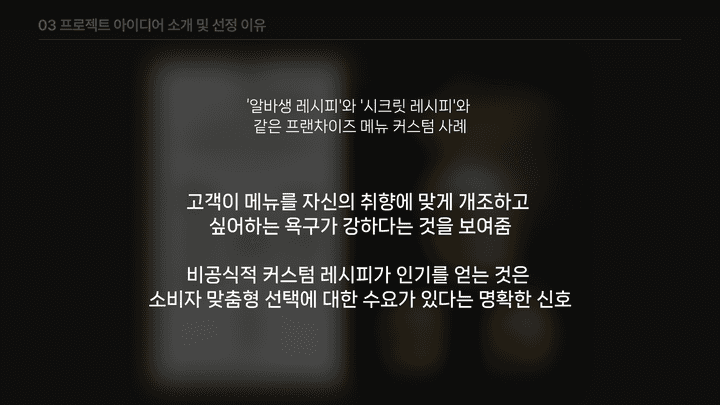 03 프로젝트 아이디어 소개 및 선정 이유
'알바생 레시피'와 '시크릿 레시피'와
같은 프랜차이즈 메뉴 커스텀 사례
고객이 메뉴를 자신의 취향에 맞게 개조하고
싶어하는 욕구가 강하다는 것을 보여줌
비공식적 커스텀 레시피가 인기를 얻는 것은
소비자 맞춤형 선택에 대한 수요가 있다는 명확한 신호